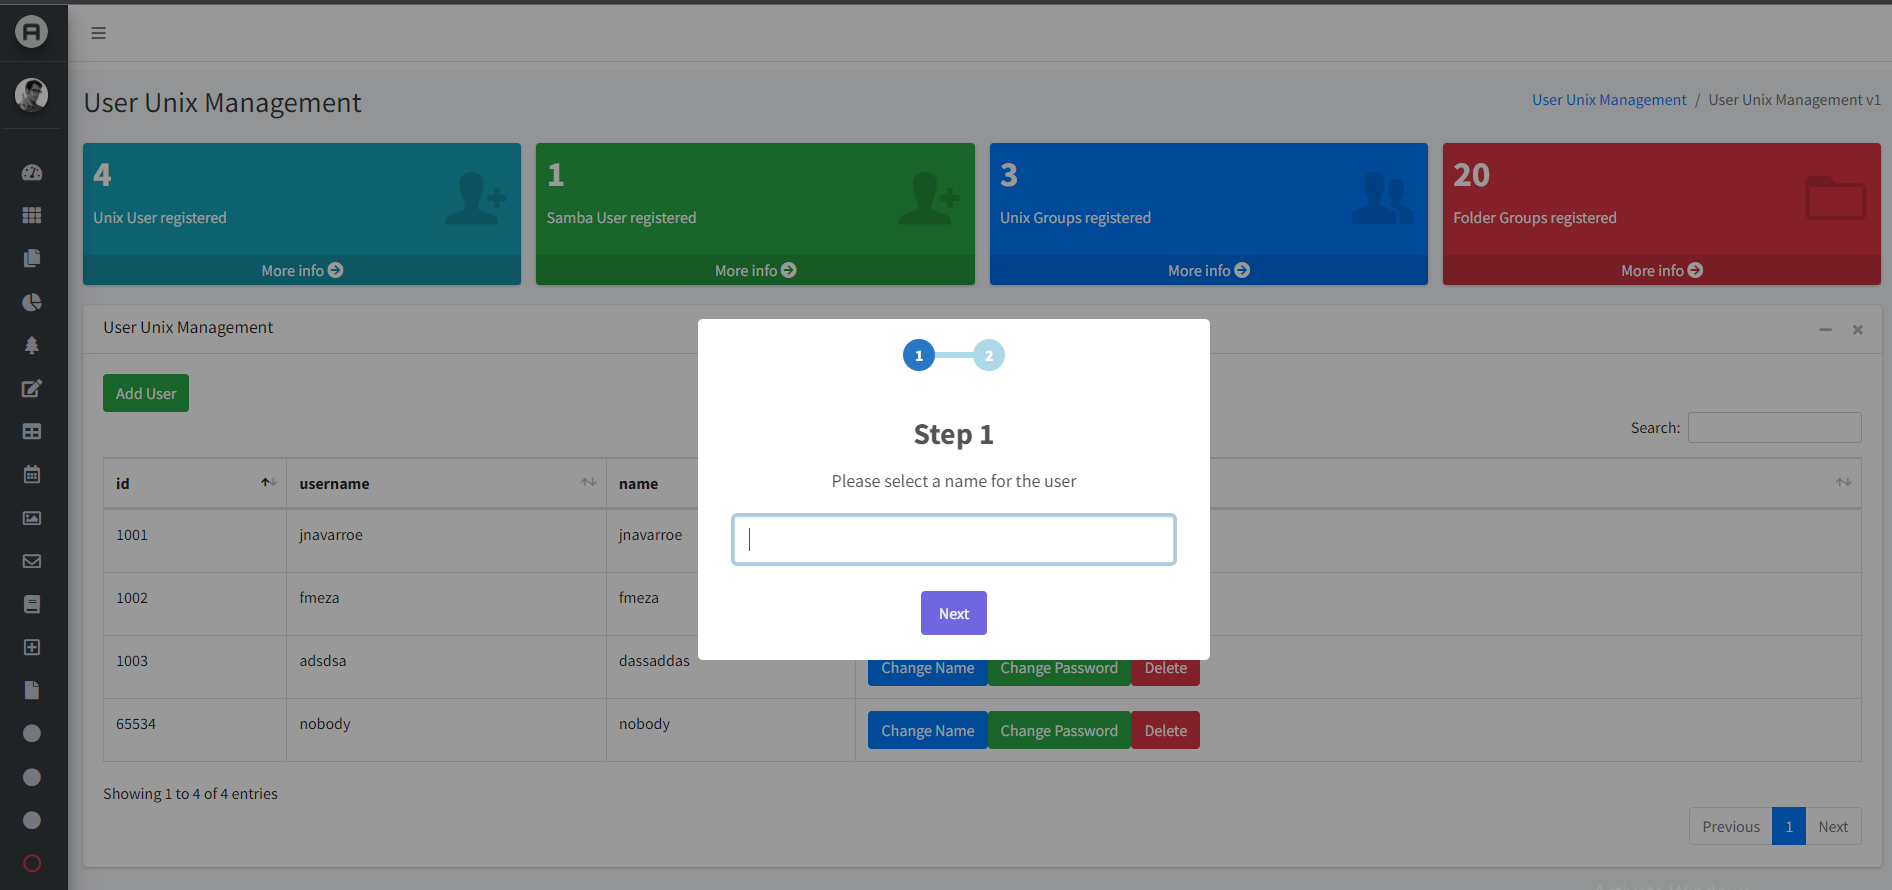 User Unix Management
User Unix Management / User Unix Management v1
4
Unix User registered
More info
1
Samba User registered
More info
3
Unix Groups registered
More info
20
Folder Groups registered
More info
User Unix Management
Add User
Search:
id username name
1001 jnavarroe jnavarroe
1002 fmeza fmeza
1003 adsdsa dassaddas Change Name Change Password Delete
65534 nobody nobody Change Name Change Password Delete
Showing 1 to 4 of 4 entries
Previous 1 Next
1 2
Step 1
Please select a name for the user
Next